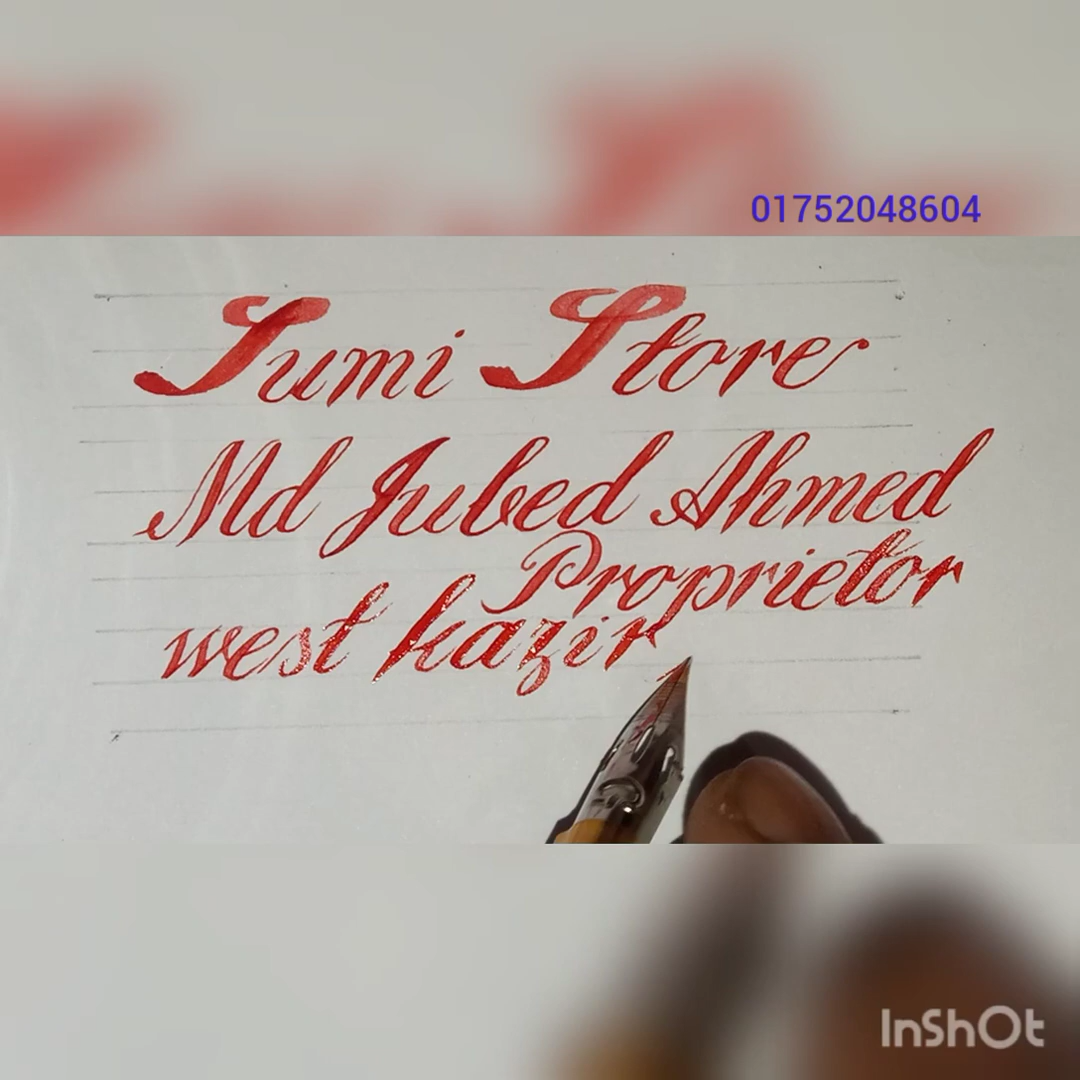 01752048604
Sumi Store
Md Jubed Ahmed
Proprietor
west kazir
InShOt